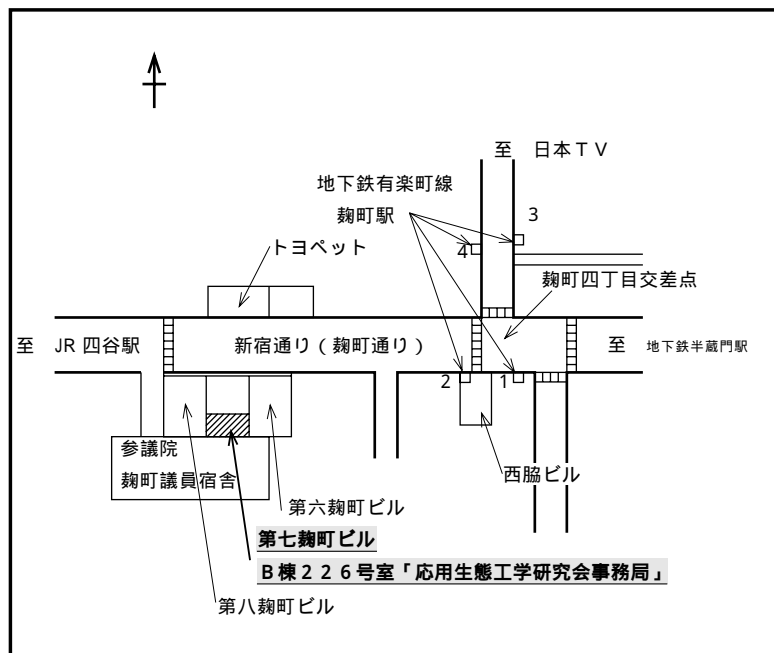 至 日本ＴＶ
地下鉄有楽町線
麹町駅
3
4
トヨペット
麹町四丁目交差点
至 JR 四谷駅
新宿通り（麹町通り）
至 地下鉄半蔵門駅
2
1
参議院
麹町議員宿舎
西脇ビル
第六麹町ビル
第七麹町ビル
Ｂ棟２２６号室「応用生態工学研究会事務局」
第八麹町ビル